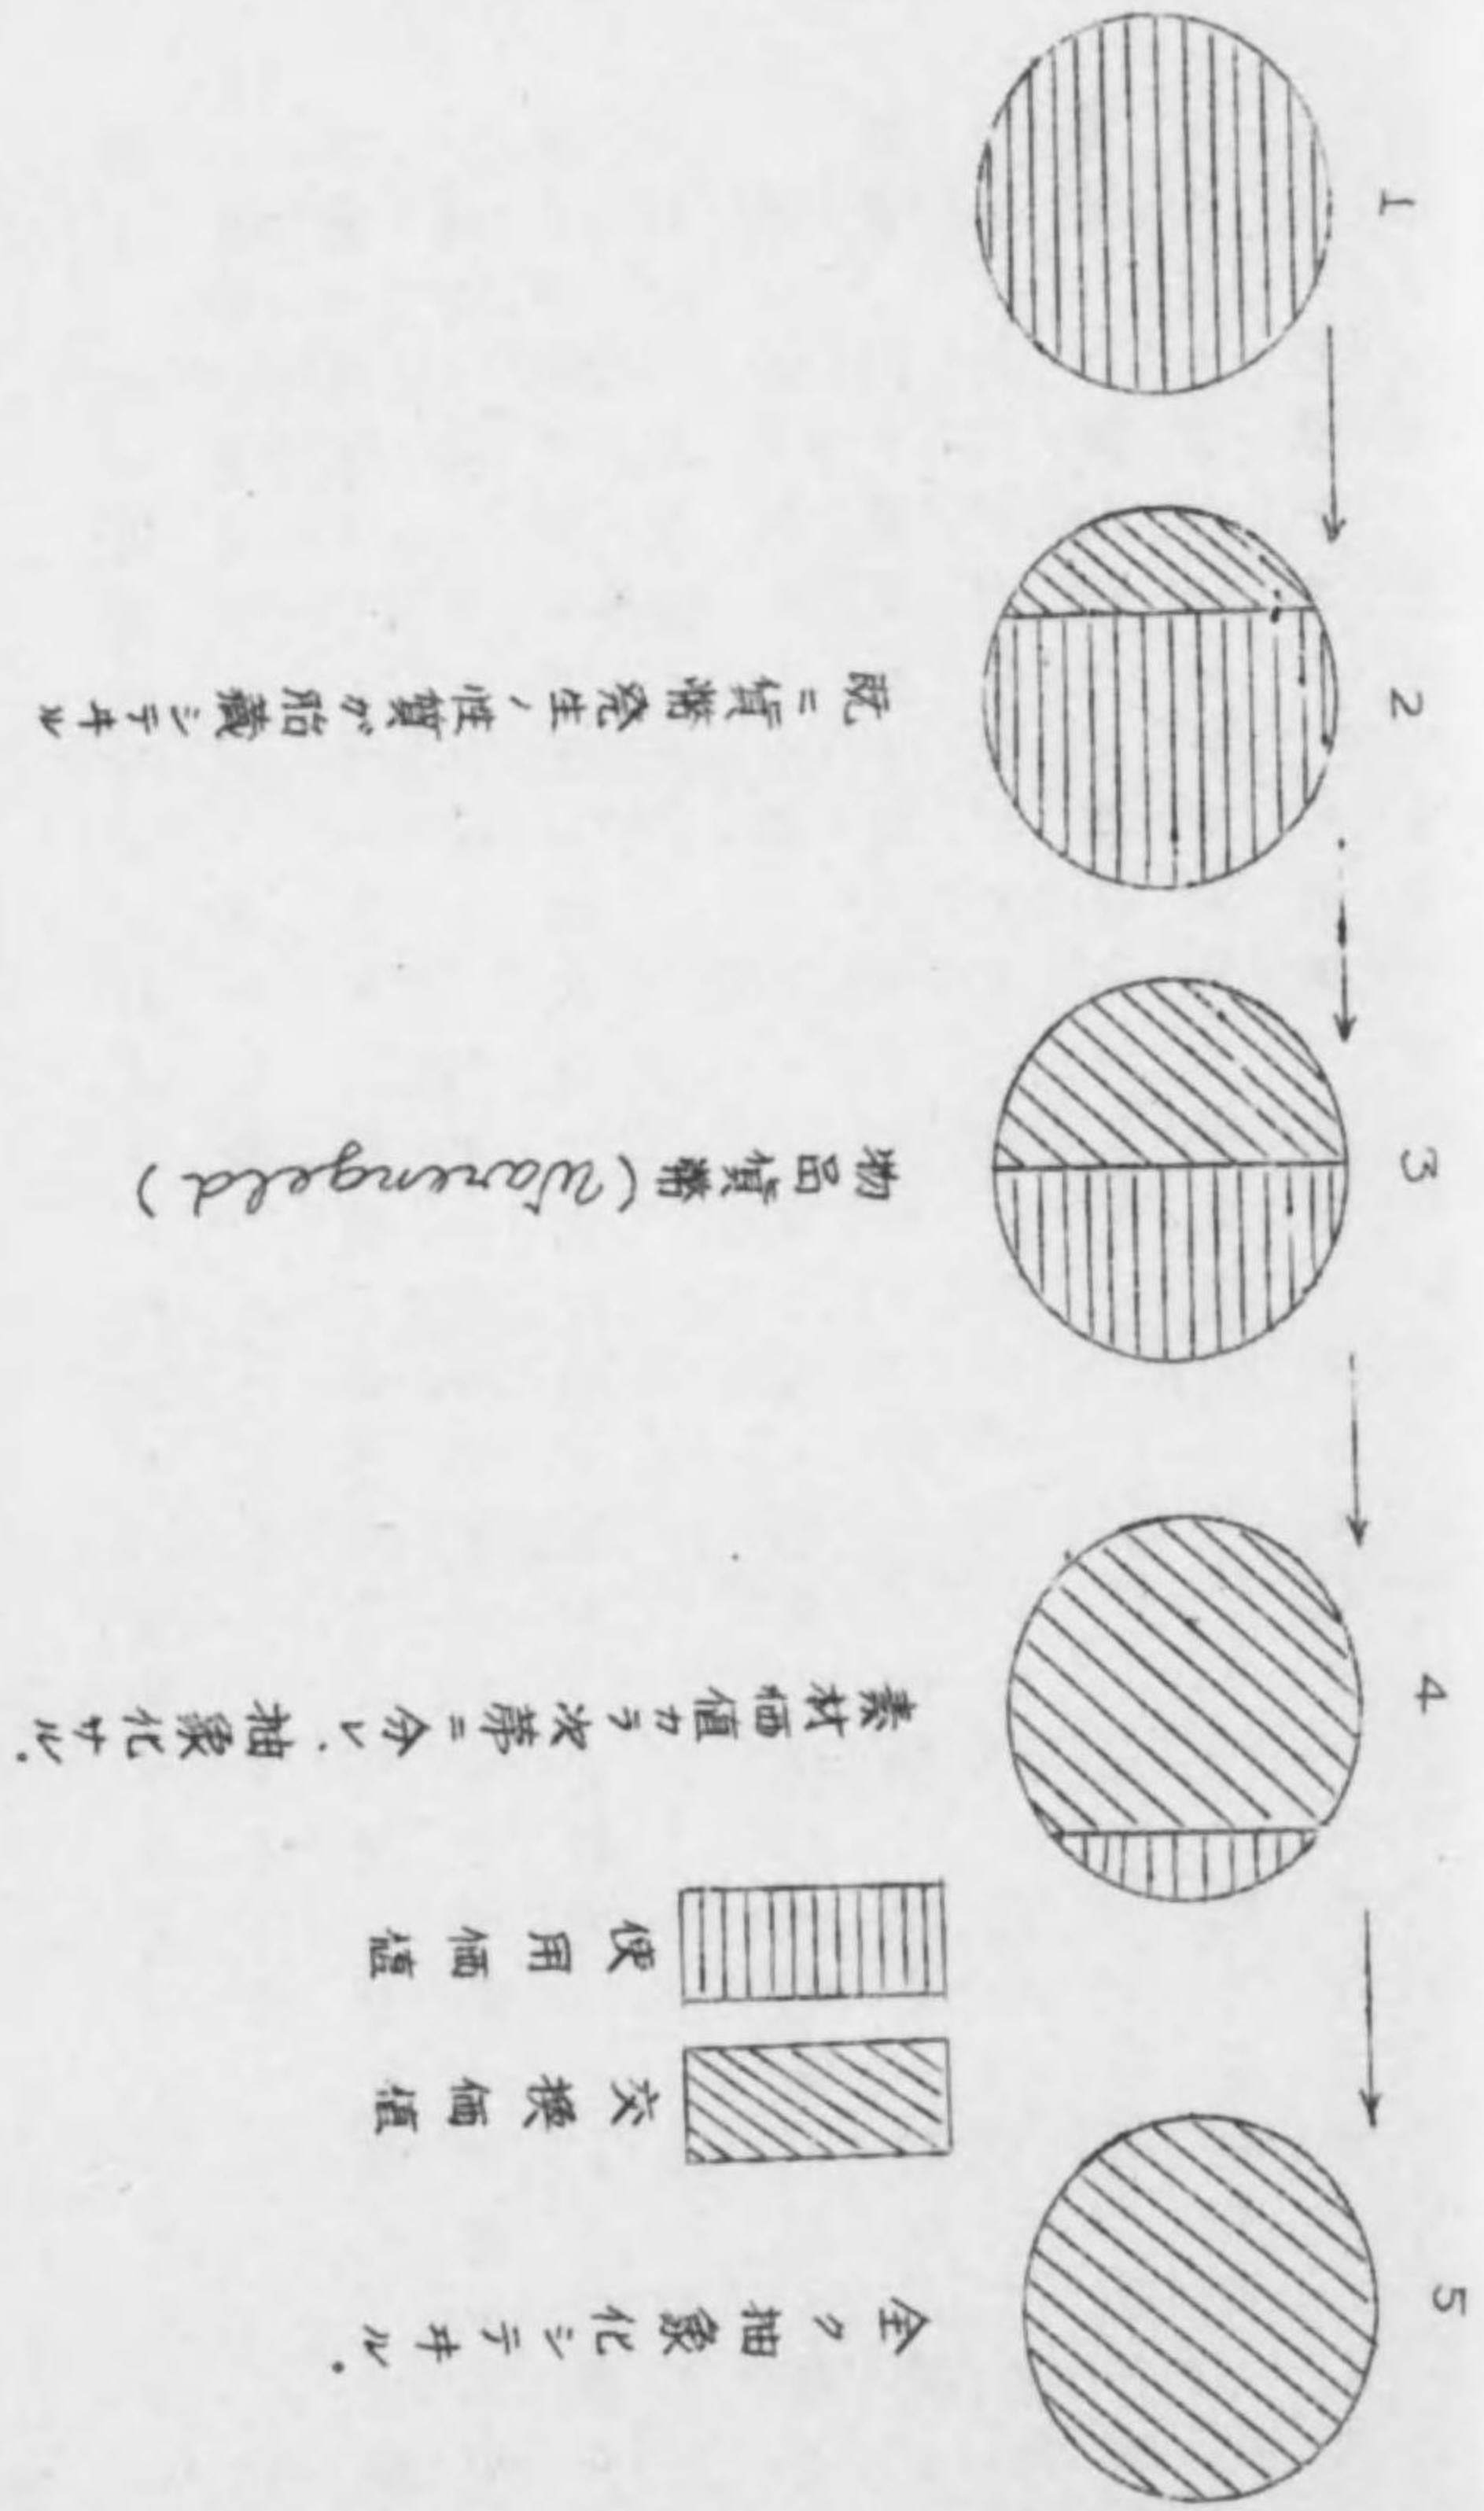 1
2
3
4
5
既ニ貨幣発生ノ性質ガ胎蔵シテヰル
物品貨幣(Warengeld)
素材価値カラ次第ニ分レ、抽象化サル。
全ク抽象化シテヰル。
使用価値
交換価値